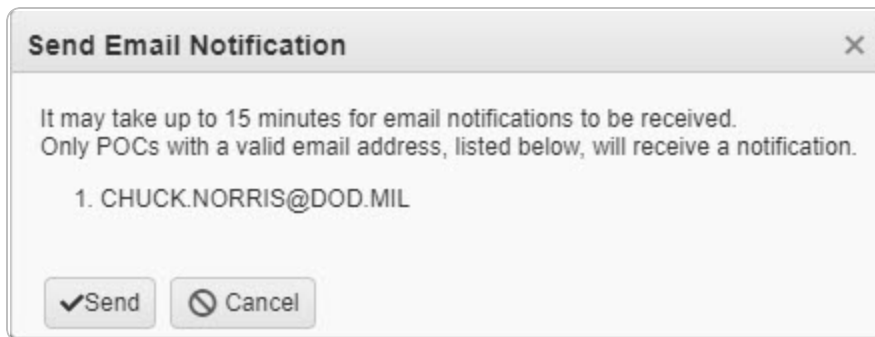 Send Email Notification
It may take up to 15 minutes for email notifications to be received.
Only POCs with a valid email address, listed below, will receive a notification.
1. CHUCK.NORRIS@DOD.MIL
Send Cancel